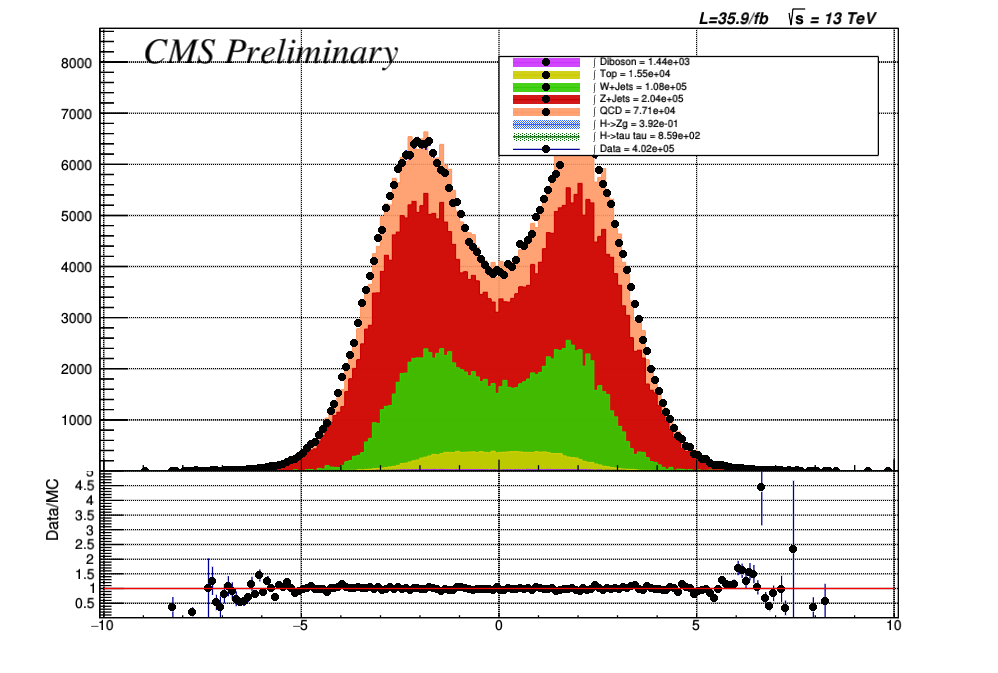 L=35.9/fb √s = 13 TeV
CMS Preliminary
∫ Diboson = 1.44e+03
∫ Top = 1.55e+04
∫ W+Jets = 1.08e+05
∫ Z+Jets = 2.04e+05
∫ QCD = 7.71e+04
∫ H->Zg = 3.92e-01
∫ H->tau tau = 8.59e+02
∫ Data = 4.02e+05
8000
7000
6000
5000
4000
3000
2000
1000
Data/MC
5
4.5
4
3.5
3
2.5
2
1.5
1
0.5
−10 −5 0 5 10